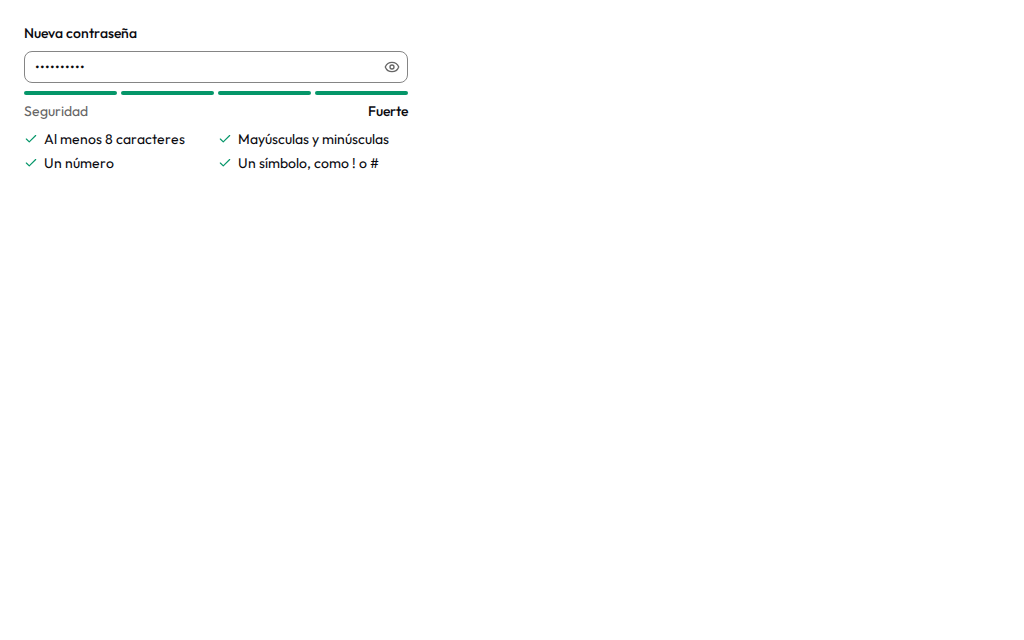 Nueva contraseña
••••••••••
Seguridad Fuerte
Al menos 8 caracteres Mayúsculas y minúsculas
Un número Un símbolo, como ! o #